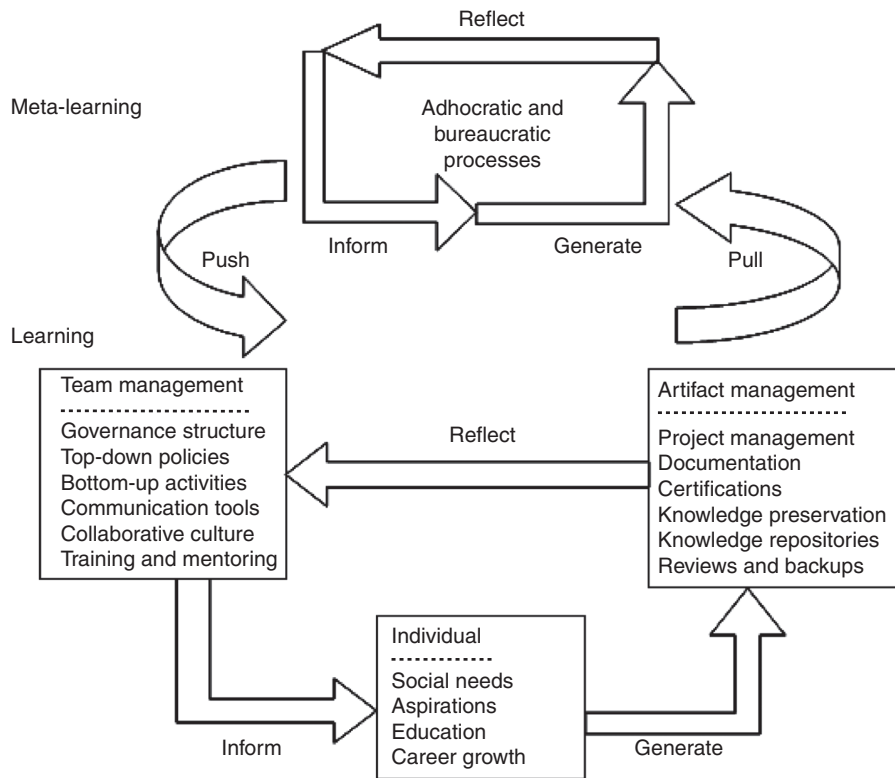 Reflect
Meta-learning
Adhocratic and
bureaucratic
processes
Inform
Generate
Push
Pull
Learning
Team management
Governance structure
Top-down policies
Bottom-up activities
Communication tools
Collaborative culture
Training and mentoring
Reflect
Artifact management
Project management
Documentation
Certifications
Knowledge preservation
Knowledge repositories
Reviews and backups
Individual
Social needs
Aspirations
Education
Career growth
Inform
Generate